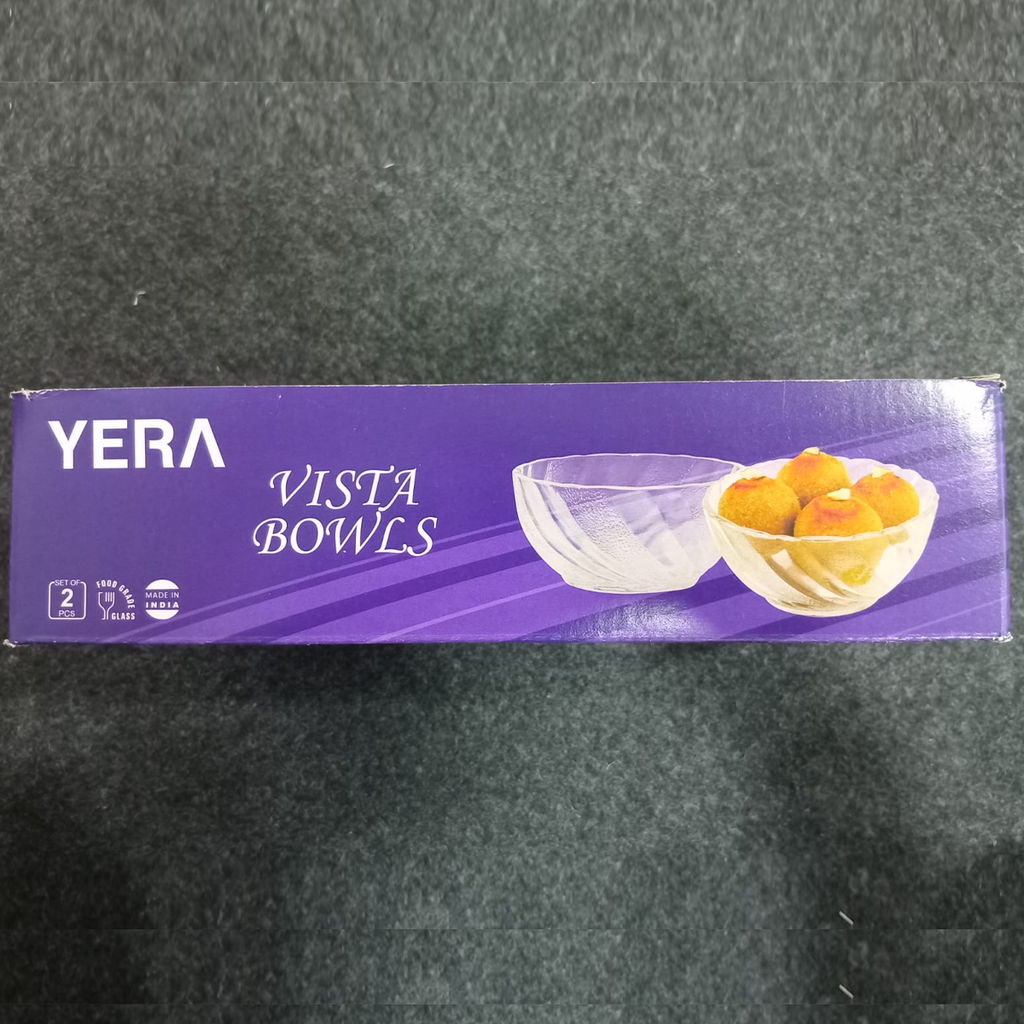 YERA
VISTA
BOWLS
SET OF
2
PCS
FOOD GRADE
GLASS
MADE IN
INDIA